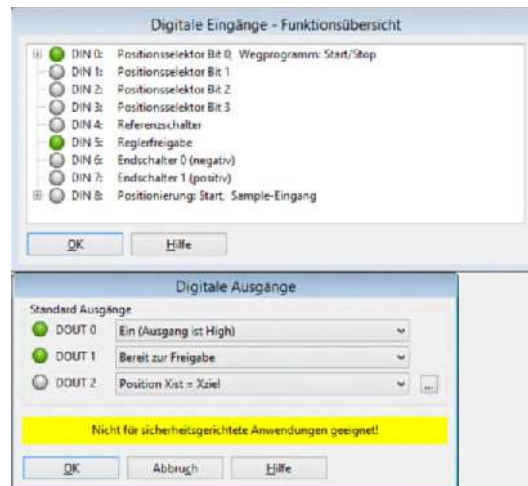 Digitale Eingänge - Funktionsübersicht
DIN 0: Positionsselektor Bit 0, Wegprogramm: Start/Stop
DIN 1: Positionsselektor Bit 1
DIN 2: Positionsselektor Bit 2
DIN 3: Positionsselektor Bit 3
DIN 4: Referenzschalter
DIN 5: Reglerfreigabe
DIN 6: Endschalter 0 (negativ)
DIN 7: Endschalter 1 (positiv)
DIN 8: Positionierung: Start, Sample-Eingang
OK Hilfe
Digitale Ausgänge
Standard Ausgänge
DOUT 0 Ein (Ausgang ist High)
DOUT 1 Bereit zur Freigabe
DOUT 2 Position Xist = Xziel ...
Nicht für sicherheitsgerichtete Anwendungen geeignet!
OK Abbruch Hilfe